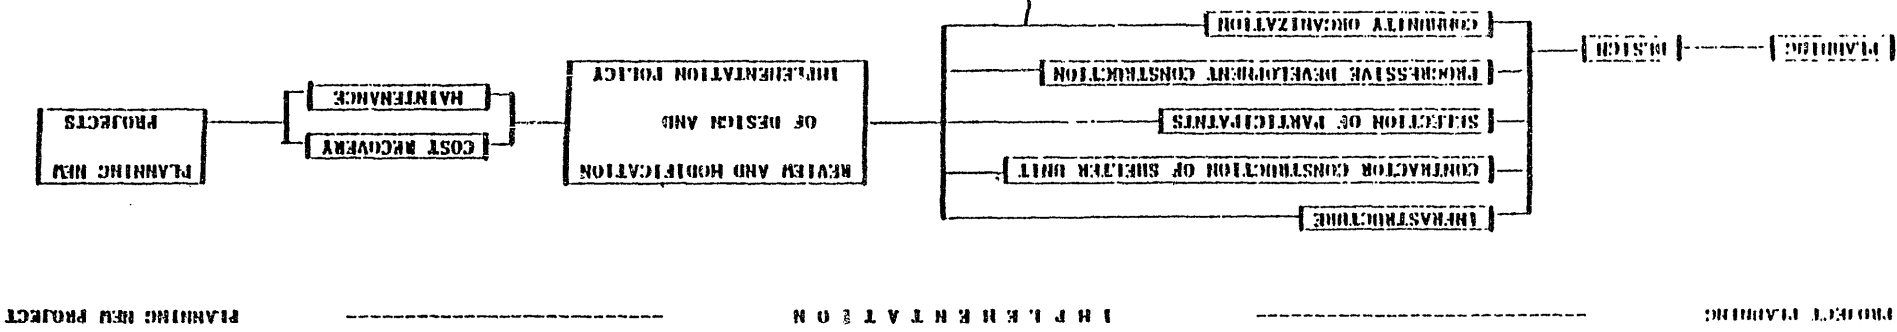 PROJECT PLANNING ---------------------------- IMPLEMENTATION ---------------------------- PLANNING NEW PROJECT
PLANNING
DESIGN
INFRASTRUCTURE
CONTRACTOR CONSTRUCTION OF SHELTER UNIT
SELECTION OF PARTICIPATNTS
PROGRESSIVE DEVELOPMENT CONSTRUCTION
COMMUNITY ORGANIZATION
REVIEW AND MODIFICATION
OF DESIGN AND
IMPLEMENTATION POLICY
COST RECOVERY
MAINTENANCE
PLANNING NEW
PROJECTS